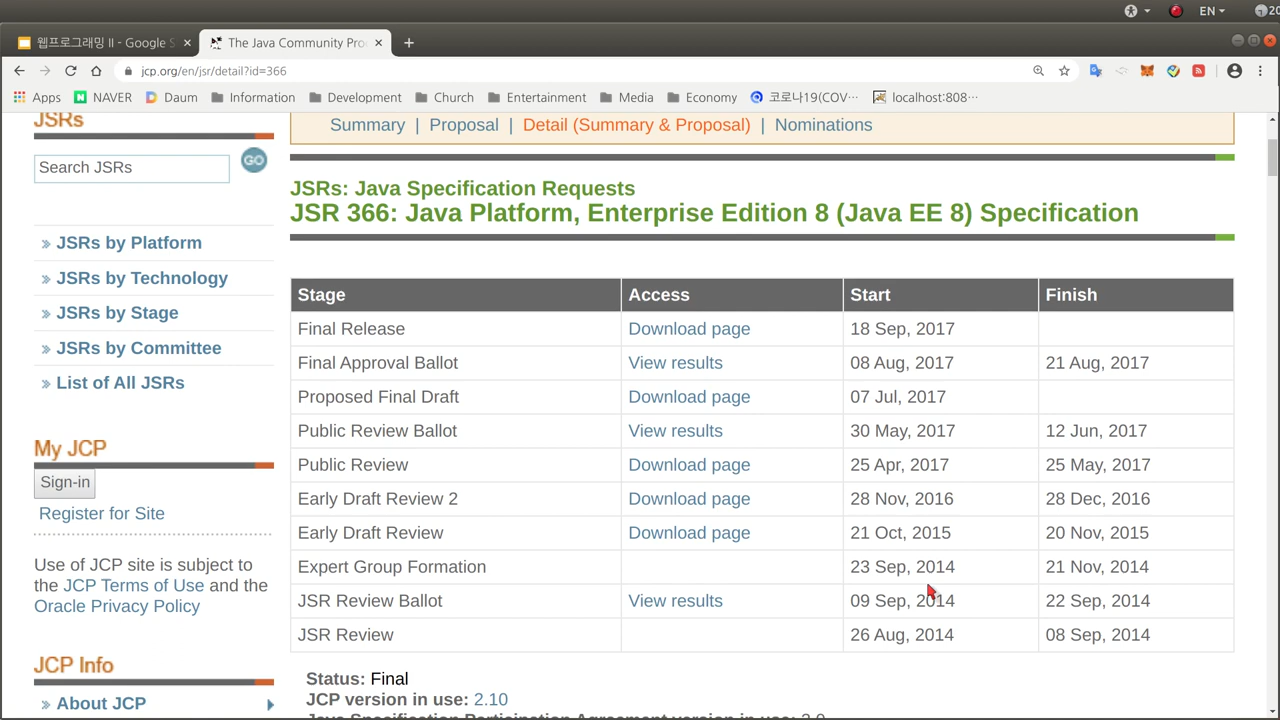 EN
20
웹프로그래밍 II - Google S
The Java Community Pro
jcp.org/en/jsr/detail?id=366
Apps
NAVER
Daum
Information
Development
Church
Entertainment
Media
Economy
코로나19(COV…
localhost:808…
JSRs
Search JSRs
GO
JSRs by Platform
JSRs by Technology
JSRs by Stage
JSRs by Committee
List of All JSRs
My JCP
Sign-in
Register for Site
Use of JCP site is subject to
the JCP Terms of Use and the
Oracle Privacy Policy
JCP Info
About JCP
Summary | Proposal | Detail (Summary & Proposal) | Nominations
JSRs: Java Specification Requests
JSR 366: Java Platform, Enterprise Edition 8 (Java EE 8) Specification
Stage Access Start Finish
Final Release Download page 18 Sep, 2017
Final Approval Ballot View results 08 Aug, 2017 21 Aug, 2017
Proposed Final Draft Download page 07 Jul, 2017
Public Review Ballot View results 30 May, 2017 12 Jun, 2017
Public Review Download page 25 Apr, 2017 25 May, 2017
Early Draft Review 2 Download page 28 Nov, 2016 28 Dec, 2016
Early Draft Review Download page 21 Oct, 2015 20 Nov, 2015
Expert Group Formation 23 Sep, 2014 21 Nov, 2014
JSR Review Ballot View results 09 Sep, 2014 22 Sep, 2014
JSR Review 26 Aug, 2014 08 Sep, 2014
Status: Final
JCP version in use: 2.10
Java Specification Participation Agreement version in use: